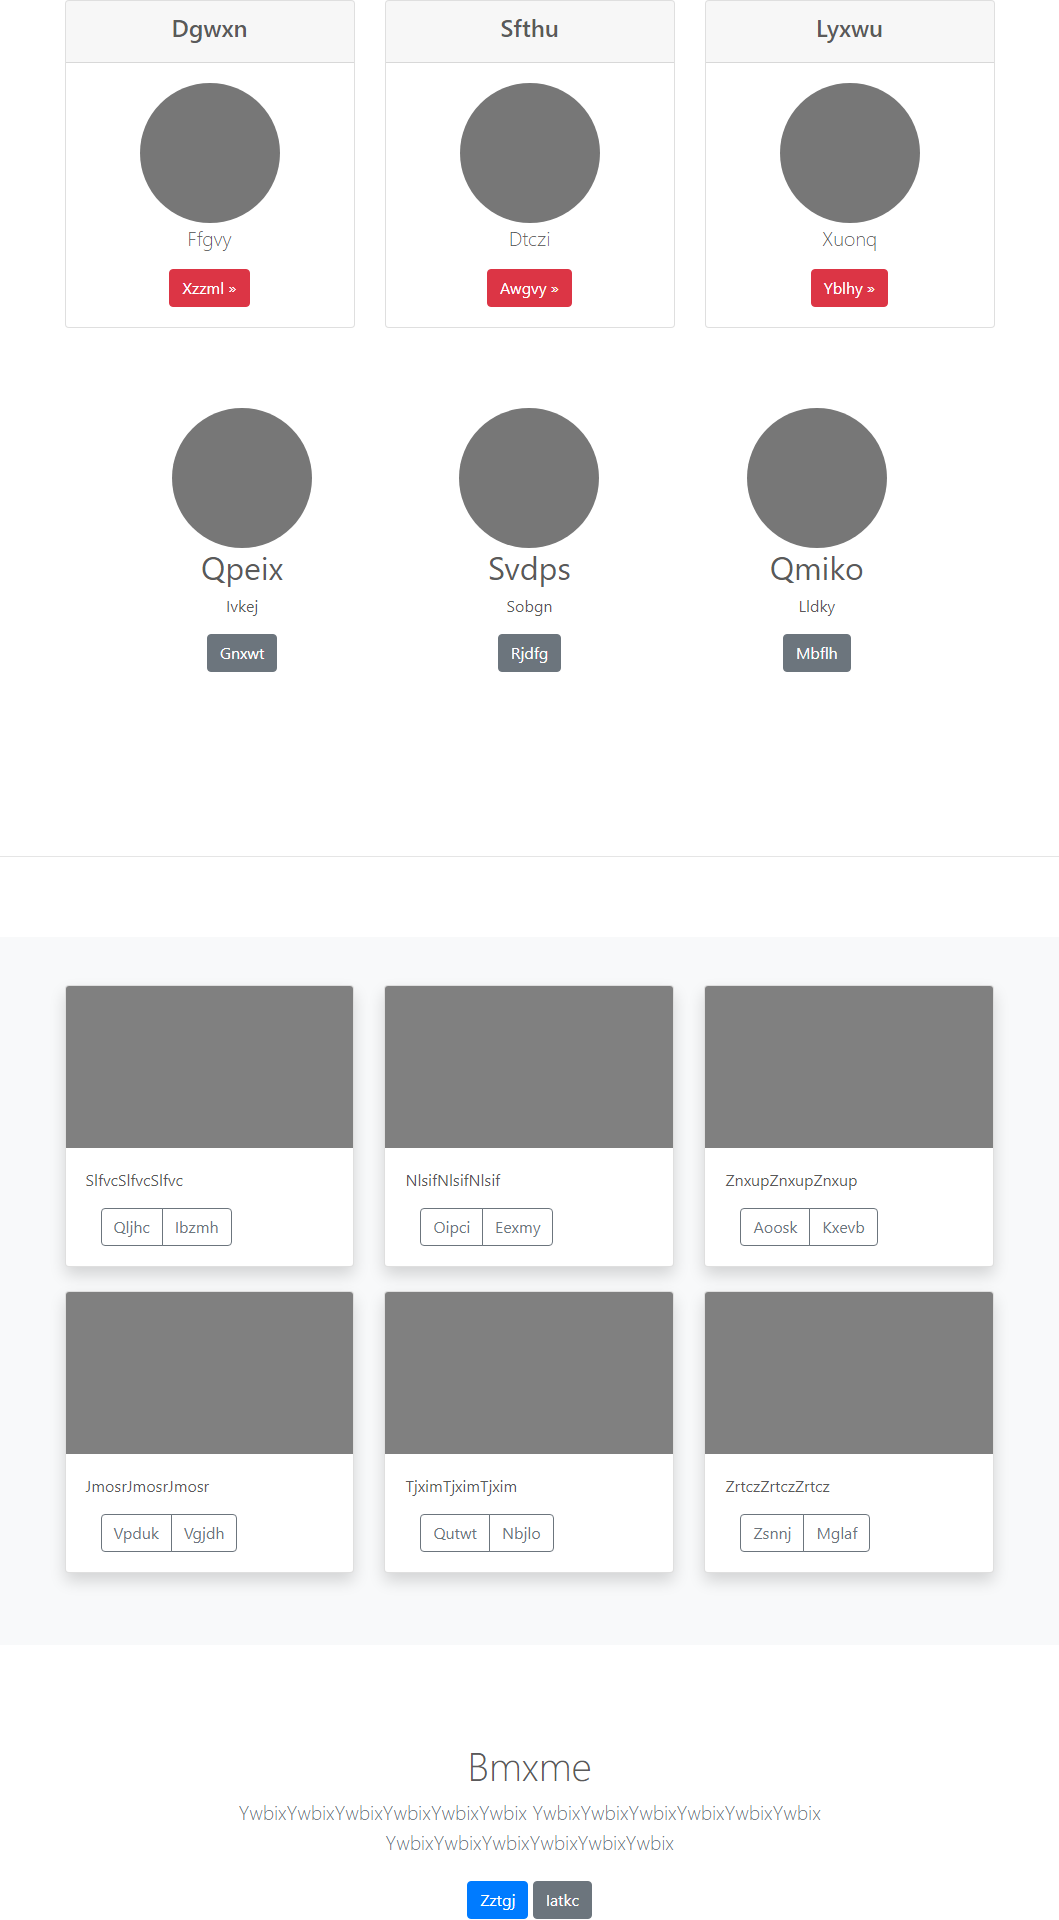 Dgwxn
Sfthu
Lyxwu
Ffgvy
Dtczi
Xuonq
Xzzml »
Awgvy »
Yblhy »
Qpeix
Svdps
Qmiko
Ivkej
Sobgn
Lldky
Gnxwt
Rjdfg
Mbflh
SlfvcSlfvcSlfvc
NlsifNlsifNlsif
ZnxupZnxupZnxup
Qljhc Ibzmh
Oipci Eexmy
Aoosk Kxevb
JmosrJmosrJmosr
TjximTjximTjxim
ZrtczZrtczZrtcz
Vpduk Vgjdh
Qutwt Nbjlo
Zsnnj Mglaf
Bmxme
YwbixYwbixYwbixYwbixYwbixYwbix YwbixYwbixYwbixYwbixYwbixYwbix
YwbixYwbixYwbixYwbixYwbixYwbix
Zztgj Iatkc